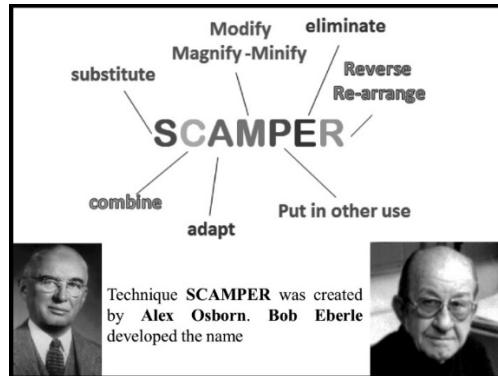 Modify
Magnify -Minify
eliminate
substitute
Reverse
Re-arrange
SCAMPER
combine
adapt
Put in other use
Technique SCAMPER was created
by Alex Osborn. Bob Eberle
developed the name